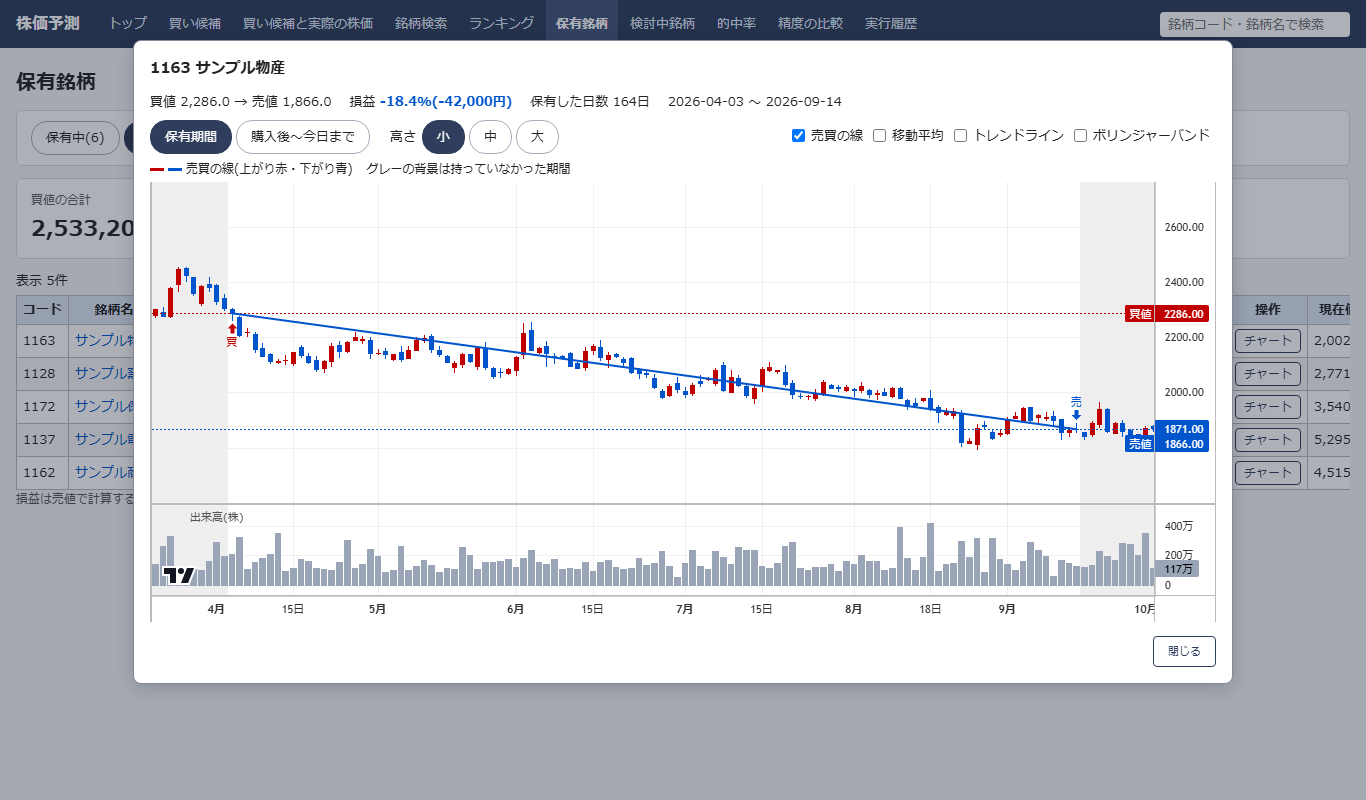 株価予測 トップ 買い候補 買い候補と実際の株価 銘柄検索 ランキング 保有銘柄 検討中銘柄 的中率 精度の比較 実行履歴 銘柄コード・銘柄名で検索
保有銘柄
保有中(6)
買値の合計
2,533,20
表示 5件
コード 銘柄名 操作 現在値
1163 サンプル物 チャート 2,002
1128 サンプル チャート 2,771
1172 サンプル チャート 3,540
1137 サンプル チャート 5,295
1162 サンプル商 チャート 4,515
損益は売値で計算する
1163 サンプル物産
買値 2,286.0 → 売値 1,866.0 損益 -18.4%(-42,000円) 保有した日数 164日 2026-04-03 〜 2026-09-14
保有期間 購入後〜今日まで 高さ 小 中 大 売買の線 移動平均 トレンドライン ボリンジャーバンド
売買の線(上がり赤・下がり青) グレーの背景は持っていなかった期間
2600.00
2400.00
買値 2286.00
2200.00
買
2000.00
売
1871.00
売値 1866.00
出来高(株)
400万
200万
117万
0
4月 15日 5月 6月 15日 7月 15日 8月 18日 9月 10月
閉じる